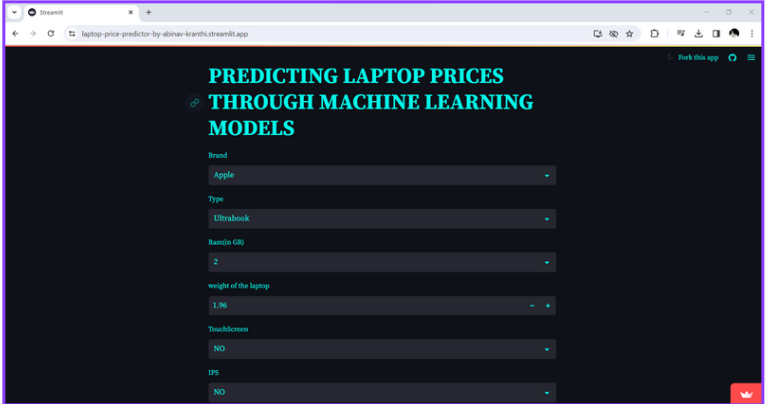 Streamlit
laptop-price-predictor-by-abinav-kranthi.streamlit.app
Fork this app
PREDICTING LAPTOP PRICES
THROUGH MACHINE LEARNING
MODELS
Brand
Apple
Type
Ultrabook
Ram(in GB)
2
weight of the laptop
1.96
TouchScreen
NO
IPS
NO